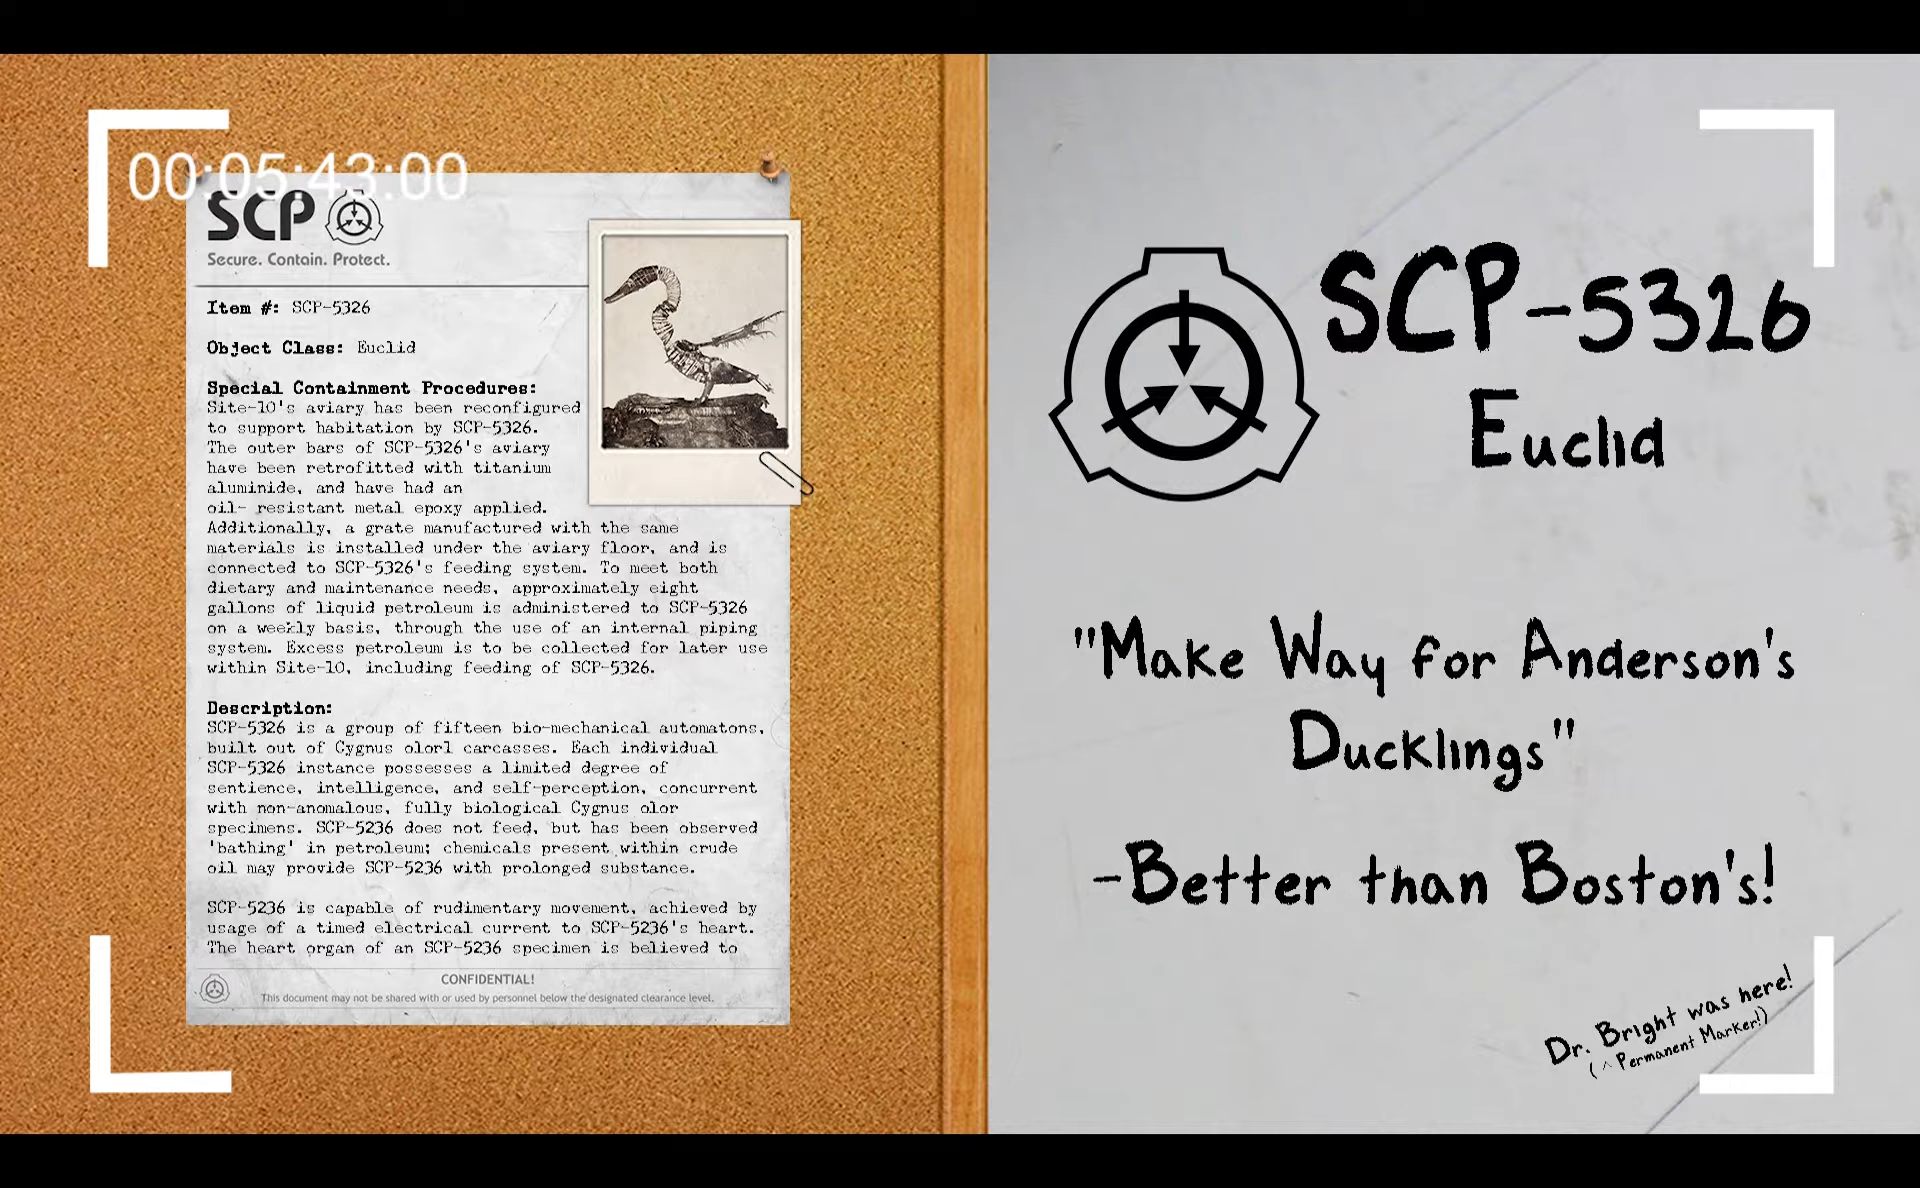 00:05:43:00
SCP
Secure. Contain. Protect.
Item #: SCP-5326
Object Class: Euclid
Special Containment Procedures:
Site-10's aviary has been reconfigured
to support habitation by SCP-5326.
The outer bars of SCP-5326's aviary
have been retrofitted with titanium
aluminide, and have had an
oil- resistant metal epoxy applied.
Additionally, a grate manufactured with the same
materials is installed under the aviary floor, and is
connected to SCP-5326's feeding system. To meet both
dietary and maintenance needs, approximately eight
gallons of liquid petroleum is administered to SCP-5326
on a weekly basis, through the use of an internal piping
system. Excess petroleum is to be collected for later use
within Site-10, including feeding of SCP-5326.
Description:
SCP-5326 is a group of fifteen bio-mechanical automatons,
built out of Cygnus olorl carcasses. Each individual
SCP-5326 instance possesses a limited degree of
sentience, intelligence, and self-perception, concurrent
with non-anomalous, fully biological Cygnus olor
specimens. SCP-5236 does not feed, but has been observed
'bathing' in petroleum; chemicals present within crude
oil may provide SCP-5236 with prolonged substance.
SCP-5236 is capable of rudimentary movement, achieved by
usage of a timed electrical current to SCP-5236's heart.
The heart organ of an SCP-5236 specimen is believed to
CONFIDENTIAL!
This document may not be shared with or used by personnel below the designated clearance level.
SCP-5326
Euclid
"Make Way for Anderson's
Ducklings"
-Better than Boston's!
Dr. Bright was here!
(^ Permanent Marker!)